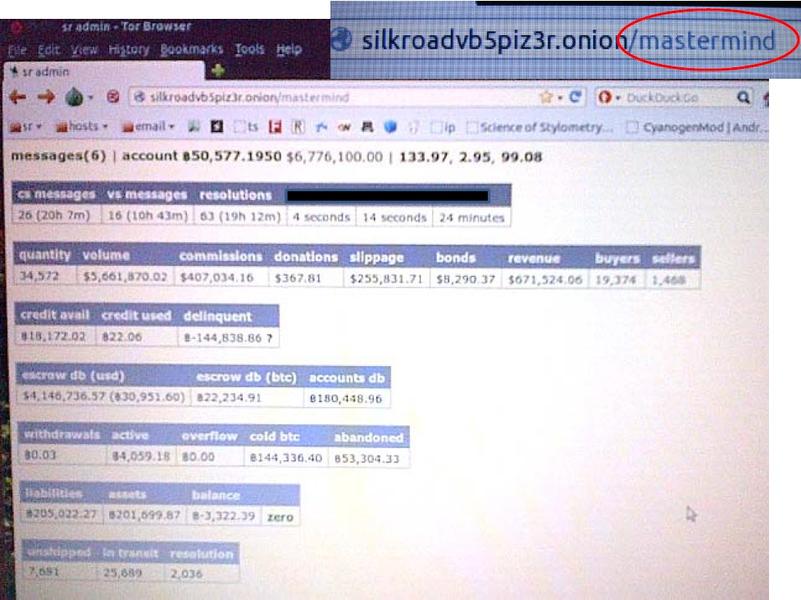 sr admin - Tor Browser
silkroadvb5piz3r.onion/mastermind
File Edit View History Bookmarks Tools Help
sr admin
silkroadvb5piz3r.onion/mastermind DuckDuckGo
sr hosts email ts R ip Science of Stylometry... CyanogenMod | Andr...
messages(6) | account ฿50,577.1950 $6,776,100.00 | 133.97, 2.95, 99.08
cs messages vs messages resolutions
26 (20h 7m) 16 (10h 43m) 63 (19h 12m) 4 seconds 14 seconds 24 minutes
quantity volume commissions donations slippage bonds revenue buyers sellers
34,572 $5,661,870.02 $407,034.16 $367.81 $255,831.71 $8,290.37 $671,524.06 19,374 1,468
credit avail credit used delinquent
฿18,172.02 ฿22.06 ฿-144,838.86 ?
escrow db (usd) escrow db (btc) accounts db
$4,146,736.57 (฿30,951.60) ฿22,234.91 ฿180,448.96
withdrawals active overflow cold btc abandoned
฿0.03 ฿4,059.18 ฿0.00 ฿144,336.40 ฿53,304.33
liabilities assets balance
฿205,022.27 ฿201,699.87 ฿-3,322.39 zero
unshipped in transit resolution
7,691 25,689 2,036